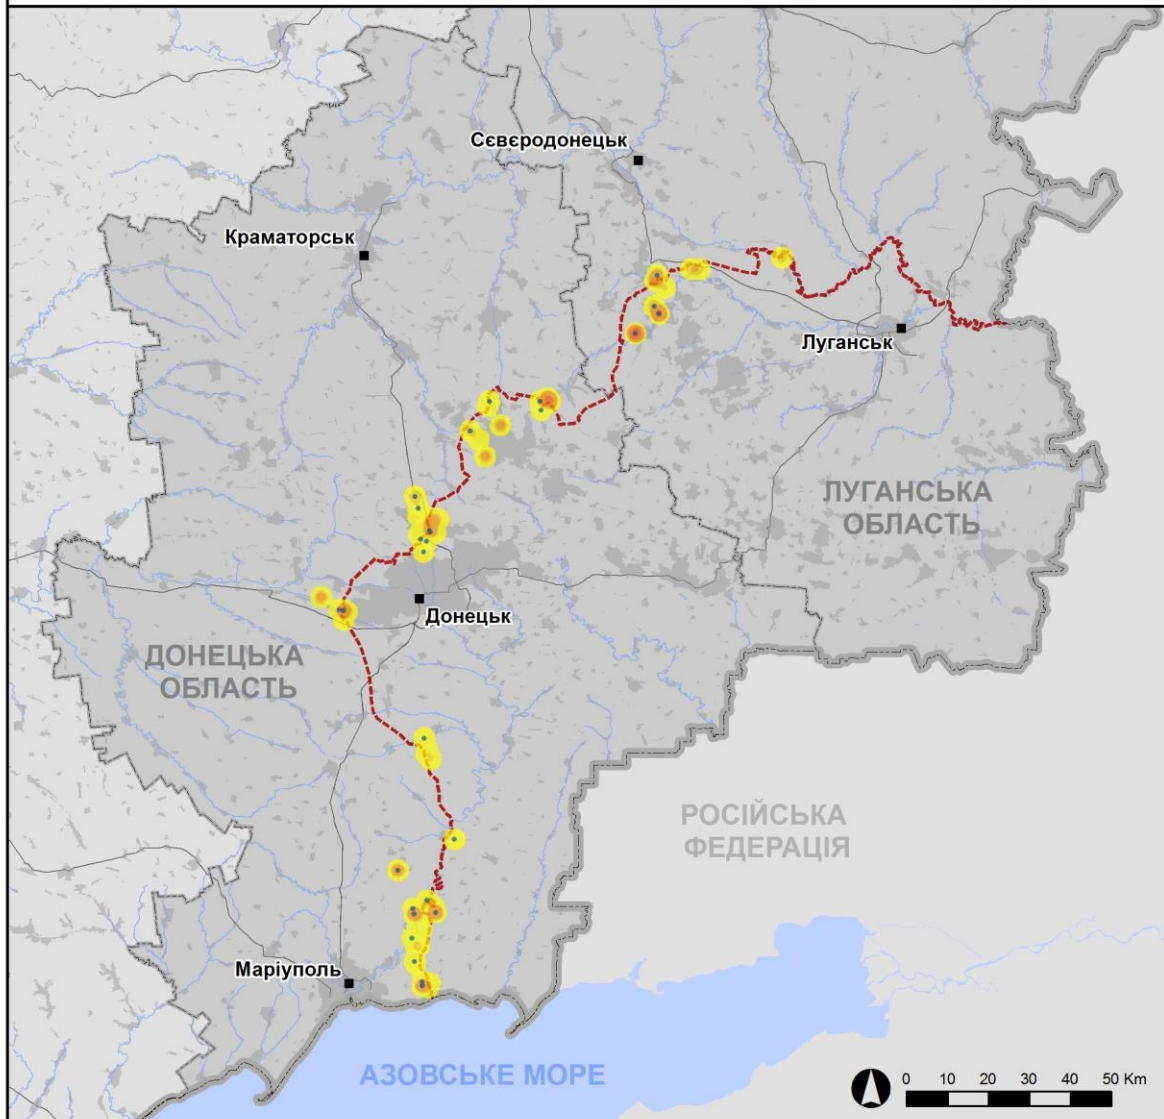 Сєвєродонецьк
Краматорськ
Луганськ
ЛУГАНСЬКА
ОБЛАСТЬ
Донецьк
ДОНЕЦЬКА
ОБЛАСТЬ
РОСІЙСЬКА
ФЕДЕРАЦІЯ
Маріуполь
АЗОВСЬКЕ МОРЕ
0 10 20 30 40 50 Km